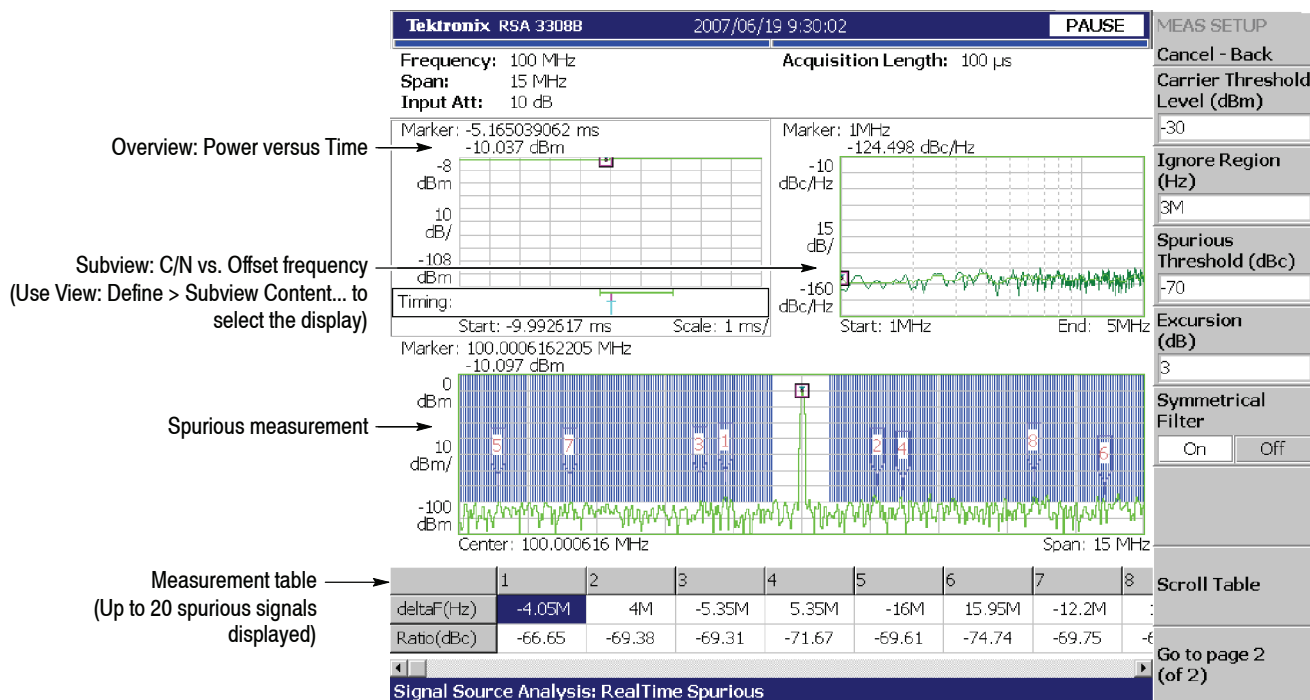 Tektronix RSA 3308B 2007/06/19 9:30:02 PAUSE
Frequency: 100 MHz
Span: 15 MHz
Input Att: 10 dB
Acquisition Length: 100 µs
Overview: Power versus Time
Marker: -5.165039062 ms
-10.037 dBm
-8
dBm
10
dB/
-108
dBm
Timing:
Start: -9.992617 ms Scale: 1 ms/
Subview: C/N vs. Offset frequency
(Use View: Define > Subview Content... to
select the display)
Marker: 1MHz
-124.498 dBc/Hz
-10
dBc/Hz
15
dB/
-160
dBc/Hz
Start: 1MHz End: 5MHz
Spurious measurement
Marker: 100.0006162205 MHz
-10.097 dBm
0
dBm
10
dBm/
-100
dBm
5 7 3 1 2 4 8 6
Center: 100.000616 MHz Span: 15 MHz
Measurement table
(Up to 20 spurious signals
displayed)
1 2 3 4 5 6 7 8
deltaF(Hz) -4.05M 4M -5.35M 5.35M -16M 15.95M -12.2M
Ratio(dBc) -66.65 -69.38 -69.31 -71.67 -69.61 -74.74 -69.75
Signal Source Analysis: RealTime Spurious
MEAS SETUP
Cancel - Back
Carrier Threshold
Level (dBm)
-30
Ignore Region
(Hz)
3M
Spurious
Threshold (dBc)
-70
Excursion
(dB)
3
Symmetrical
Filter
On Off
Scroll Table
Go to page 2
(of 2)